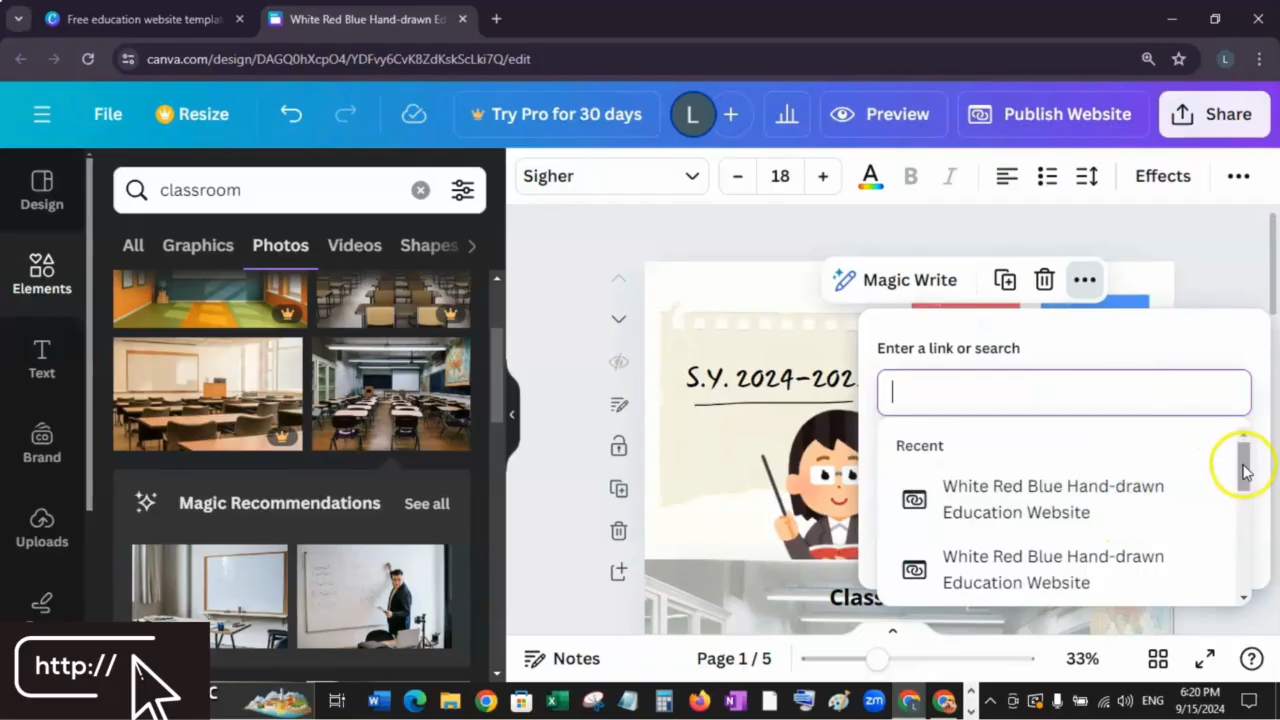 Free education website templat
White Red Blue Hand-drawn Ed
canva.com/design/DAGQ0hXcpO4/YDFvy6CvK8ZdKskScLki7Q/edit
L
File
Resize
Try Pro for 30 days
L
Preview
Publish Website
Share
Design
Elements
Text
Brand
Uploads
classroom
All
Graphics
Photos
Videos
Shapes
Magic Recommendations
See all
Sigher
18
A
B
I
Effects
Magic Write
S.Y. 2024-202
Clas
Enter a link or search
Recent
White Red Blue Hand-drawn
Education Website
White Red Blue Hand-drawn
Education Website
Notes
Page 1 / 5
33%
http://
ENG
6:20 PM
9/15/2024